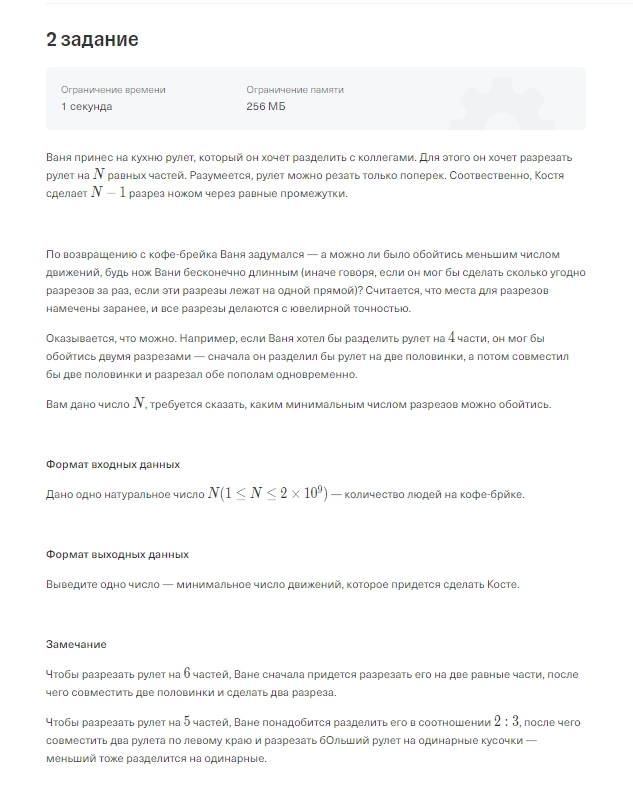 2 задание
Ограничение времени
Ограничение памяти
1 секунда
256 МБ
Ваня принес на кухню рулет, который он хочет разделить с коллегами. Для этого он хочет разрезать
рулет на N равных частей. Разумеется, рулет можно резать только поперек. Соотвественно, Костя
сделает N − 1 разрез ножом через равные промежутки.
По возвращению с кофе-брейка Ваня задумался — а можно ли было обойтись меньшим числом
движений, будь нож Вани бесконечно длинным (иначе говоря, если он мог бы сделать сколько угодно
разрезов за раз, если эти разрезы лежат на одной прямой)? Считается, что места для разрезов
намечены заранее, и все разрезы делаются с ювелирной точностью.
Оказывается, что можно. Например, если Ваня хотел бы разделить рулет на 4 части, он мог бы
обойтись двумя разрезами — сначала он разделил бы рулет на две половинки, а потом совместил
бы две половинки и разрезал обе пополам одновременно.
Вам дано число N, требуется сказать, каким минимальным числом разрезов можно обойтись.
Формат входных данных
Дано одно натуральное число N(1 ≤ N ≤ 2 × 10⁹) — количество людей на кофе-брйке.
Формат выходных данных
Выведите одно число — минимальное число движений, которое придется сделать Косте.
Замечание
Чтобы разрезать рулет на 6 частей, Ване сначала придется разрезать его на две равные части, после
чего совместить две половинки и сделать два разреза.
Чтобы разрезать рулет на 5 частей, Ване понадобится разделить его в соотношении 2 : 3, после чего
совместить два рулета по левому краю и разрезать бОльший рулет на одинарные кусочки —
меньший тоже разделится на одинарные.